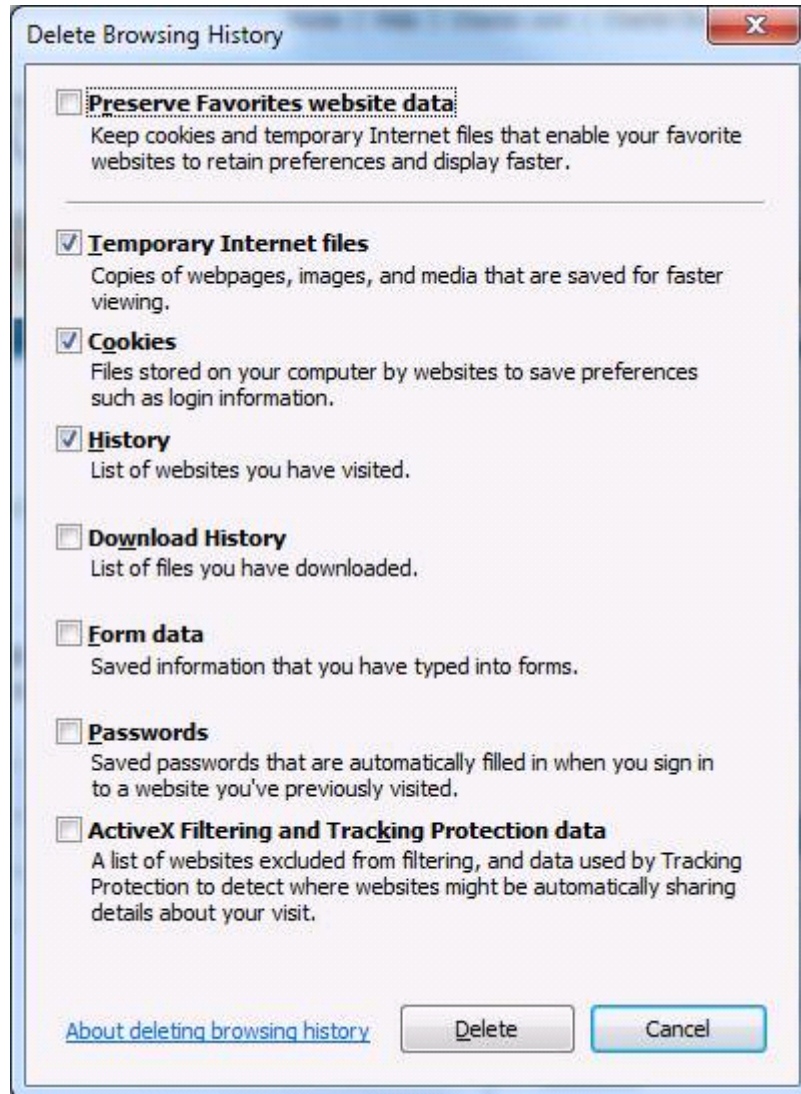 Delete Browsing History
Preserve Favorites website data
Keep cookies and temporary Internet files that enable your favorite
websites to retain preferences and display faster.
Temporary Internet files
Copies of webpages, images, and media that are saved for faster
viewing.
Cookies
Files stored on your computer by websites to save preferences
such as login information.
History
List of websites you have visited.
Download History
List of files you have downloaded.
Form data
Saved information that you have typed into forms.
Passwords
Saved passwords that are automatically filled in when you sign in
to a website you've previously visited.
ActiveX Filtering and Tracking Protection data
A list of websites excluded from filtering, and data used by Tracking
Protection to detect where websites might be automatically sharing
details about your visit.
About deleting browsing history Delete Cancel